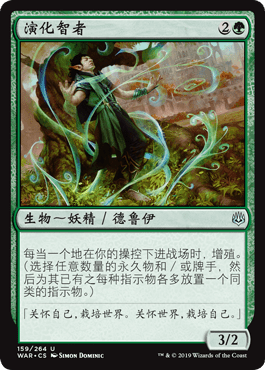 演化智者 2
生物～妖精 / 德鲁伊
每当一个地在你的操控下进战场时，增殖。
（选择任意数量的永久物和／或牌手，然
后为其已有之每种指示物各多放置一个同
类的指示物。）
「关怀自己，栽培世界。关怀世界，栽培自己。」
3/2
159/264 U
WAR • CS SIMON DOMINIC
™ & © 2019 Wizards of the Coast